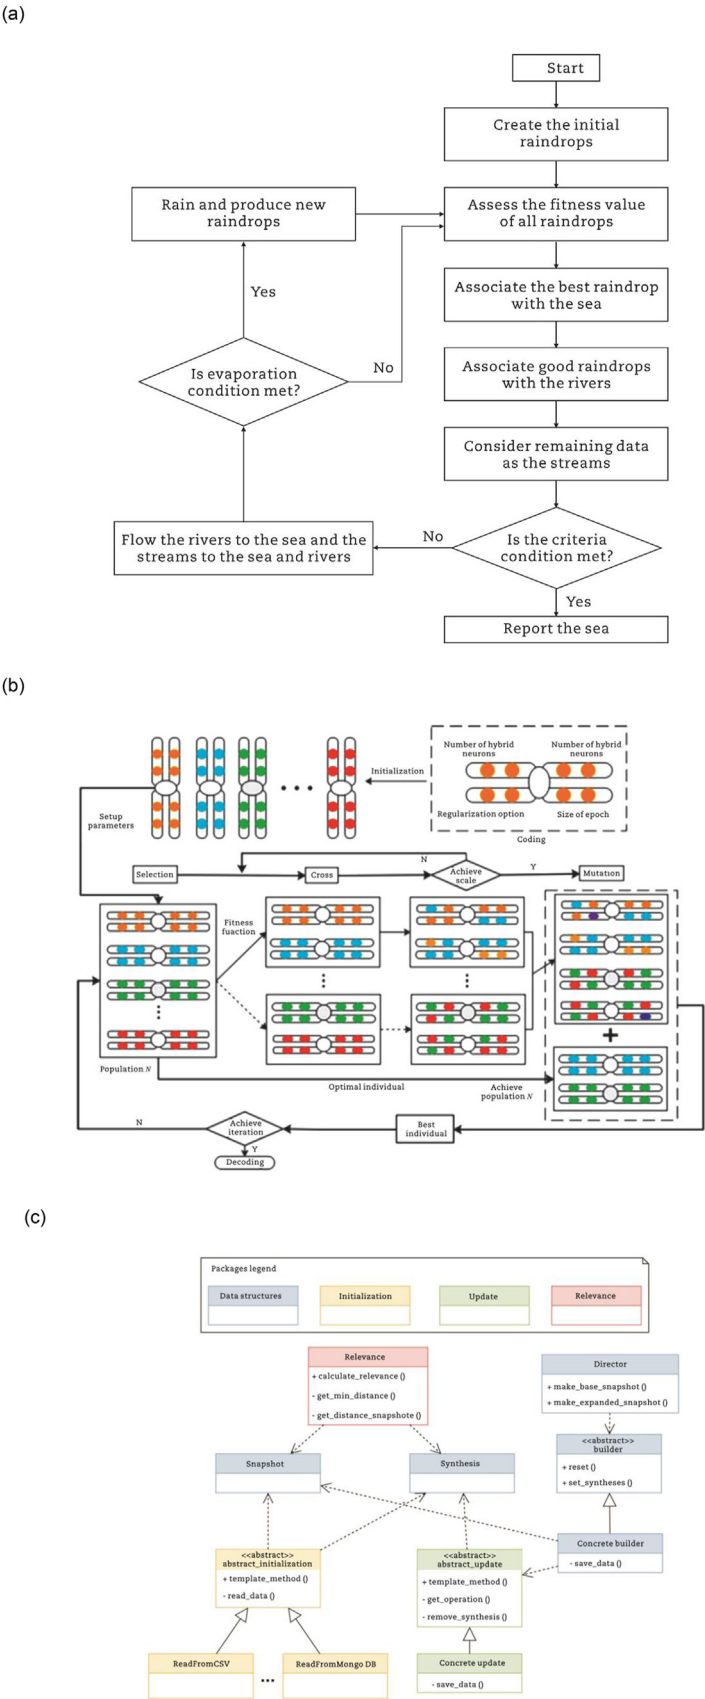 (a)
Start
Create the initial
raindrops
Rain and produce new
raindrops
Assess the fitness value
of all raindrops
Yes
Associate the best raindrop
with the sea
Is evaporation
condition met?
No
Associate good raindrops
with the rivers
Consider remaining data
as the streams
Flow the rivers to the sea and the
streams to the sea and rivers
No
Is the criteria
condition met?
Yes
Report the sea
(b)
Number of hybrid
neurons
Number of hybrid
neurons
Initialization
Regularization option
Size of epoch
Coding
Setup
parameters
Selection
Cross
N
Achieve
scale
Y
Mutation
Fitness
fuaction
Population N
Optimal individual
Achieve
population N
N
Achieve
iteration
Y
Best
individual
Decoding
(c)
Packages legend
Data structures
Initialization
Update
Relevance
Relevance
+ calculate_relevance ()
- get_min_distance ()
- get_distance_snapshote ()
Director
+ make_base_snapshot ()
+ make_expanded_snapshot ()
Snapshot
Synthesis
<<abstract>>
builder
+ reset ()
+ set_syntheses ()
<<abstract>>
abstract_initialization
+ template_method ()
- read_data ()
<<abstract>>
abstract_update
+ template_method ()
- get_operation ()
- remove_synthesis ()
Concrete builder
- save_data ()
ReadFromCSV
...
ReadFromMongo DB
Concrete update
- save_data ()